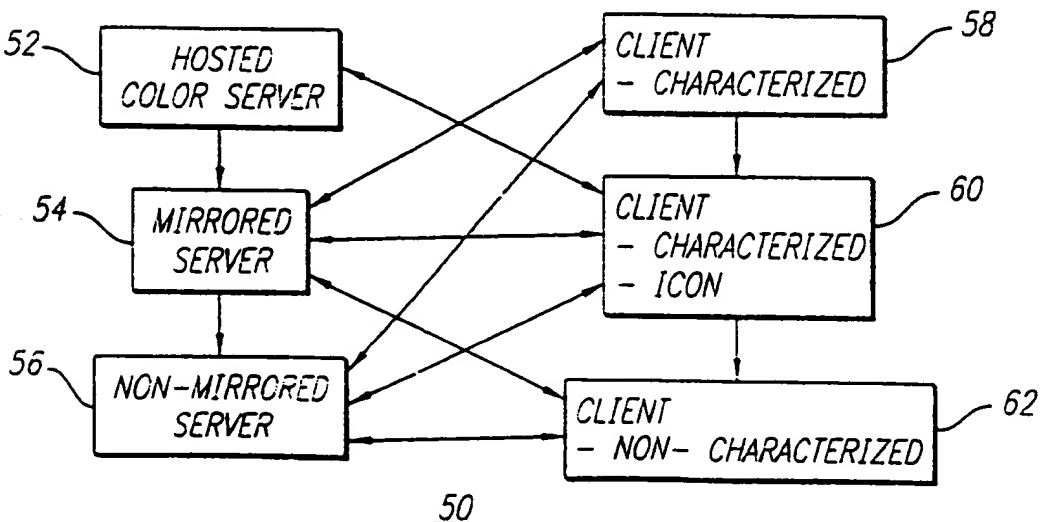 52
HOSTED
COLOR SERVER
54
MIRRORED
SERVER
56
NON-MIRRORED
SERVER
58
CLIENT
- CHARACTERIZED
60
CLIENT
- CHARACTERIZED
- ICON
62
CLIENT
- NON- CHARACTERIZED
50